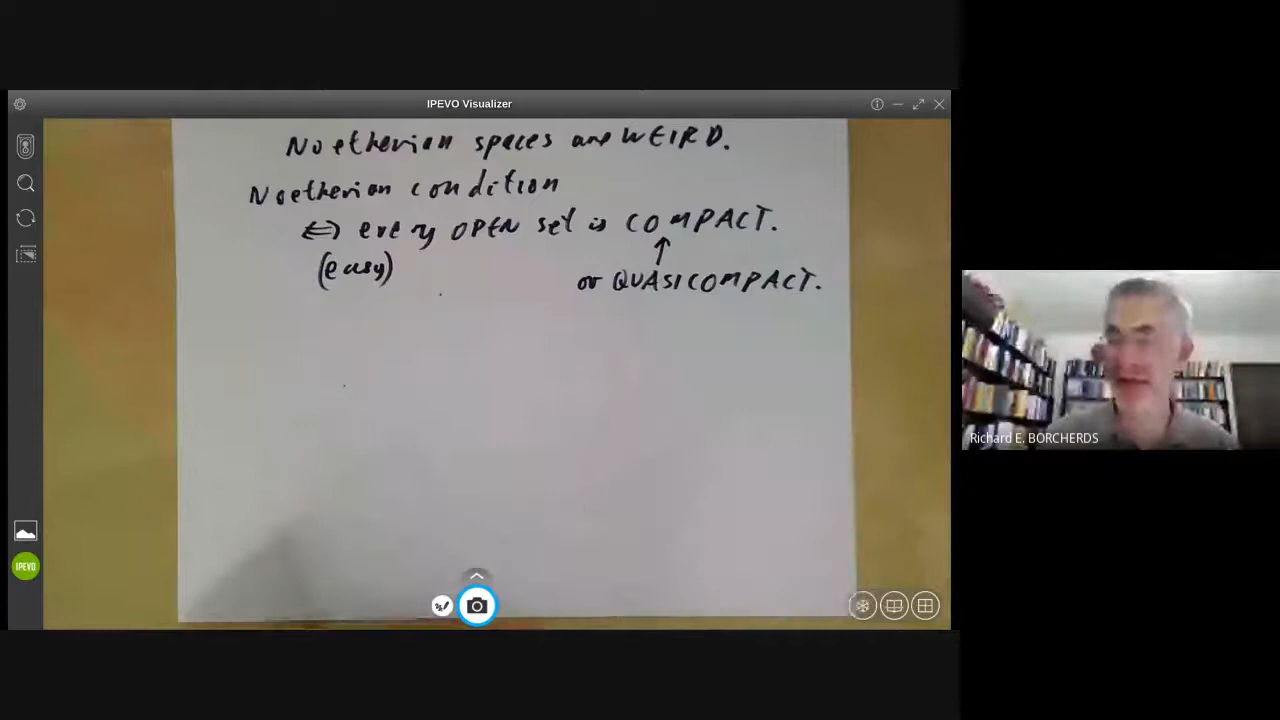 IPEVO Visualizer
Noetherian spaces are WEIRD.
Noetherian condition
⇔ every OPEN set is COMPACT.
(easy)
or QUASICOMPACT.
Richard E. BORCHERDS
IPEVO